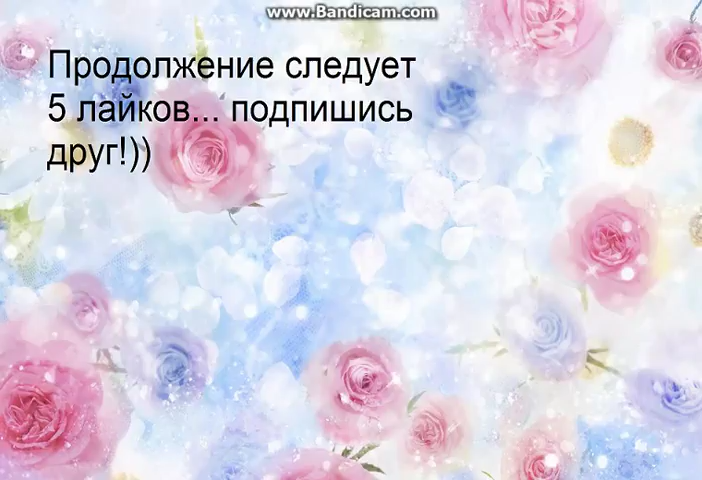 www.Bandicam.com
Продолжение следует
5 лайков... подпишись
друг!))